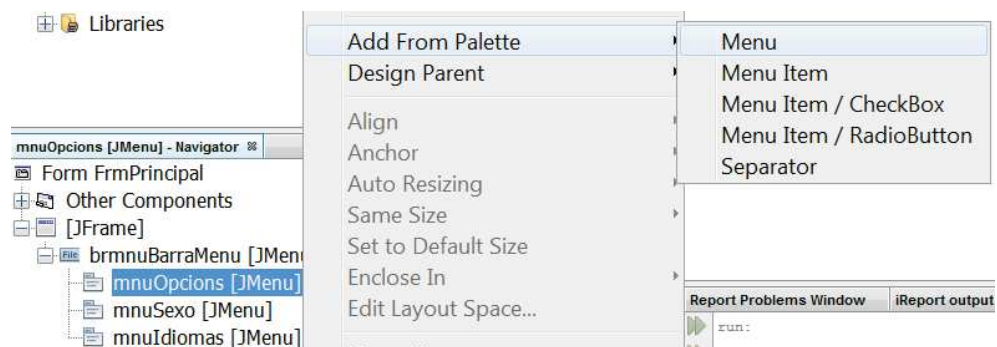 Libraries
Add From Palette
Design Parent
Align
Anchor
Auto Resizing
Same Size
Set to Default Size
Enclose In
Edit Layout Space...
Menu
Menu Item
Menu Item / CheckBox
Menu Item / RadioButton
Separator
mnuOpcions [JMenu] - Navigator
Form FrmPrincipal
Other Components
[JFrame]
File brmnuBarraMenu [JMen
mnuOpcions [JMenu]
mnuSexo [JMenu]
mnuIdiomas [JMenu]
Report Problems Window
iReport output
run: